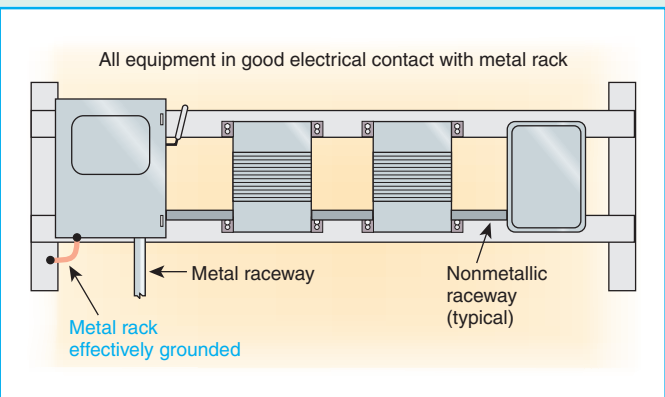 All equipment in good electrical contact with metal rack
Metal raceway
Nonmetallic
raceway
(typical)
Metal rack
effectively grounded